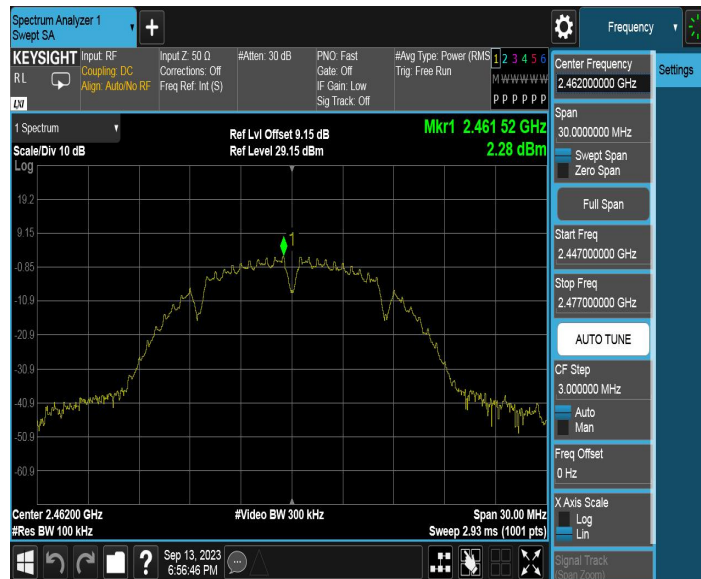 Spectrum Analyzer 1
Swept SA
+
Frequency
KEYSIGHT
RL
LXI
Input: RF
Coupling: DC
Align: Auto/No RF
Input Z: 50 Ω
Corrections: Off
Freq Ref: Int (S)
#Atten: 30 dB
PNO: Fast
Gate: Off
IF Gain: Low
Sig Track: Off
#Avg Type: Power (RMS
Trig: Free Run
1 2 3 4 5 6
M W W W W W
P P P P P P
Settings
1 Spectrum
Scale/Div 10 dB
Log
Ref Lvl Offset 9.15 dB
Ref Level 29.15 dBm
Mkr1 2.461 52 GHz
2.28 dBm
19.2
9.15
-0.85
-10.9
-20.9
-30.9
-40.9
-50.9
-60.9
1
Center 2.46200 GHz
#Res BW 100 kHz
#Video BW 300 kHz
Span 30.00 MHz
Sweep 2.93 ms (1001 pts)
Center Frequency
2.462000000 GHz
Span
30.0000000 MHz
Swept Span
Zero Span
Full Span
Start Freq
2.447000000 GHz
Stop Freq
2.477000000 GHz
AUTO TUNE
CF Step
3.000000 MHz
Auto
Man
Freq Offset
0 Hz
X Axis Scale
Log
Lin
Signal Track
(Span Zoom)
?
Sep 13, 2023
6:56:46 PM